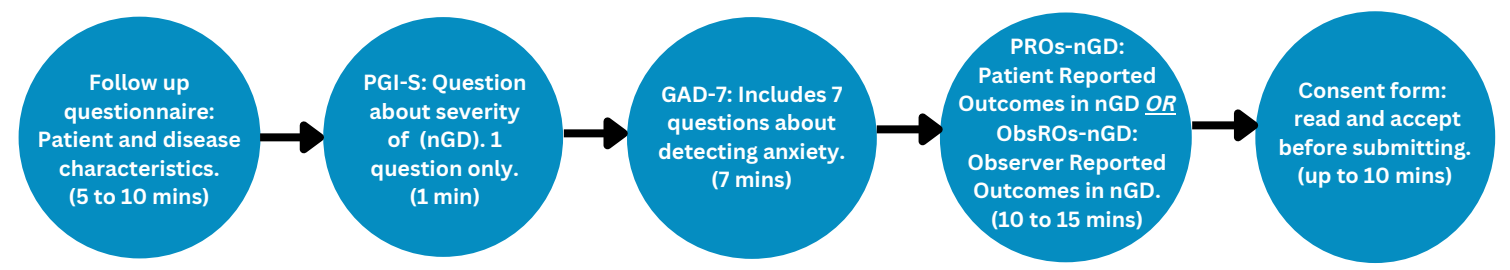 Follow up
questionnaire:
Patient and disease
characteristics.
(5 to 10 mins)
PGI-S: Question
about severity
of  (nGD). 1
question only.
(1 min)
GAD-7: Includes 7
questions about
detecting anxiety.
(7 mins)
PROs-nGD:
Patient Reported
Outcomes in nGD OR
ObsROs-nGD:
Observer Reported
Outcomes in nGD.
(10 to 15 mins)
Consent form:
read and accept
before submitting.
(up to 10 mins)